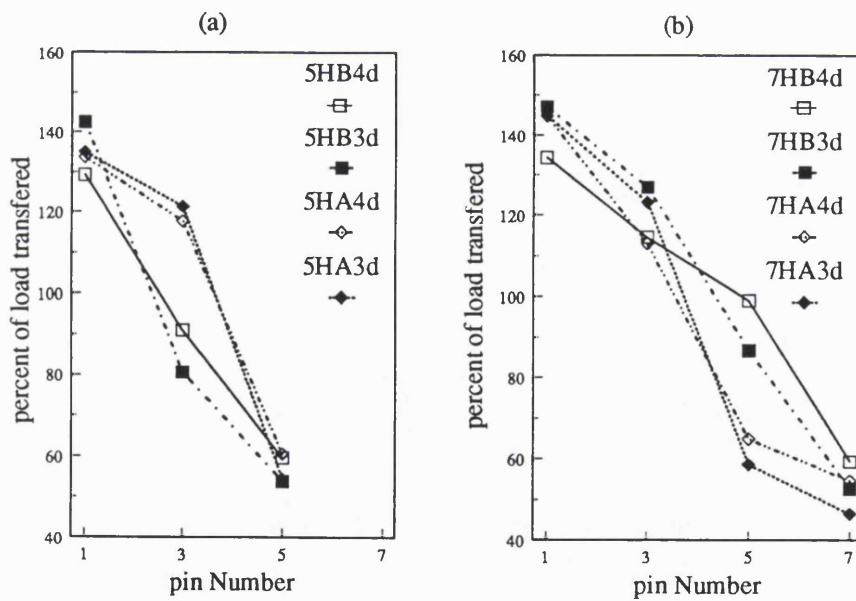 (a)
160
140
120
100
80
60
40
percent of load transfered
1 3 5 7
pin Number
5HB4d
5HB3d
5HA4d
5HA3d
(b)
160
140
120
100
80
60
40
percent of load transfered
1 3 5 7
pin Number
7HB4d
7HB3d
7HA4d
7HA3d